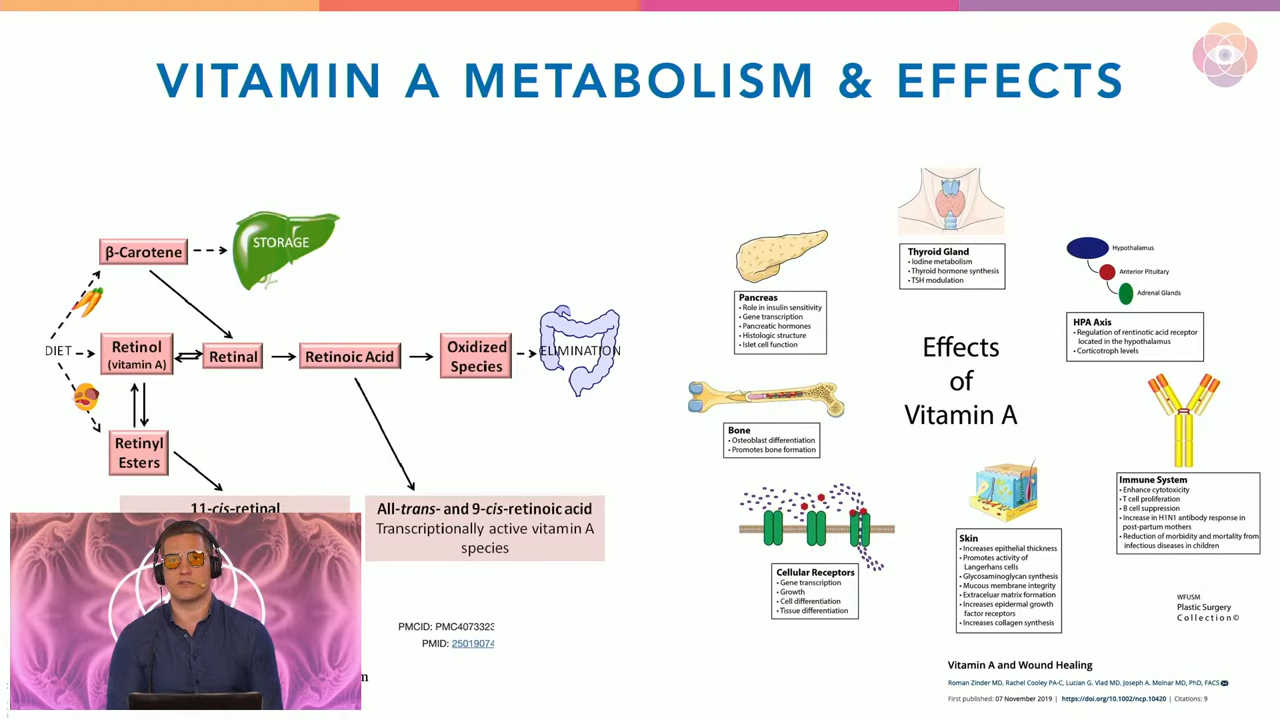 VITAMIN A METABOLISM & EFFECTS
β-Carotene
STORAGE
DIET
Retinol
(vitamin A)
Retinal
Retinoic Acid
Oxidized
Species
ELIMINATION
Retinyl
Esters
11-cis-retinal
All-trans- and 9-cis-retinoic acid
Transcriptionally active vitamin A
species
PMCID: PMC4073323
PMID: 25019074
Effects
of
Vitamin A
Thyroid Gland
• Iodine metabolism
• Thyroid hormone synthesis
• TSH modulation
Pancreas
• Role in insulin sensitivity
• Gene transcription
• Pancreatic hormones
• Histologic structure
• Islet cell function
Hypothalamus
Anterior Pituitary
Adrenal Glands
HPA Axis
• Regulation of rentinotic acid receptor
located in the hypothalamus
• Corticotroph levels
Bone
• Osteoblast differentiation
• Promotes bone formation
Immune System
• Enhance cytotoxicity
• T cell proliferation
• B cell suppression
• Increase in H1N1 antibody response in
post-partum mothers
• Reduction of morbidity and mortality from
infectious diseases in children
Cellular Receptors
• Gene transcription
• Growth
• Cell differentiation
• Tissue differentiation
Skin
• Increases epithelial thickness
• Promotes activity of
Langerhans cells
• Glycosaminoglycan synthesis
• Mucous membrane integrity
• Extraceluar matrix formation
• Increases epidermal growth
factor receptors
• Increases collagen synthesis
WFUSM
Plastic Surgery
Collection©
Vitamin A and Wound Healing
Roman Zinder MD, Rachel Cooley PA-C, Lucian G. Vlad MD, Joseph A. Molnar MD, PhD, FACS
First published: 07 November 2019 | https://doi.org/10.1002/ncp.10420 | Citations: 9